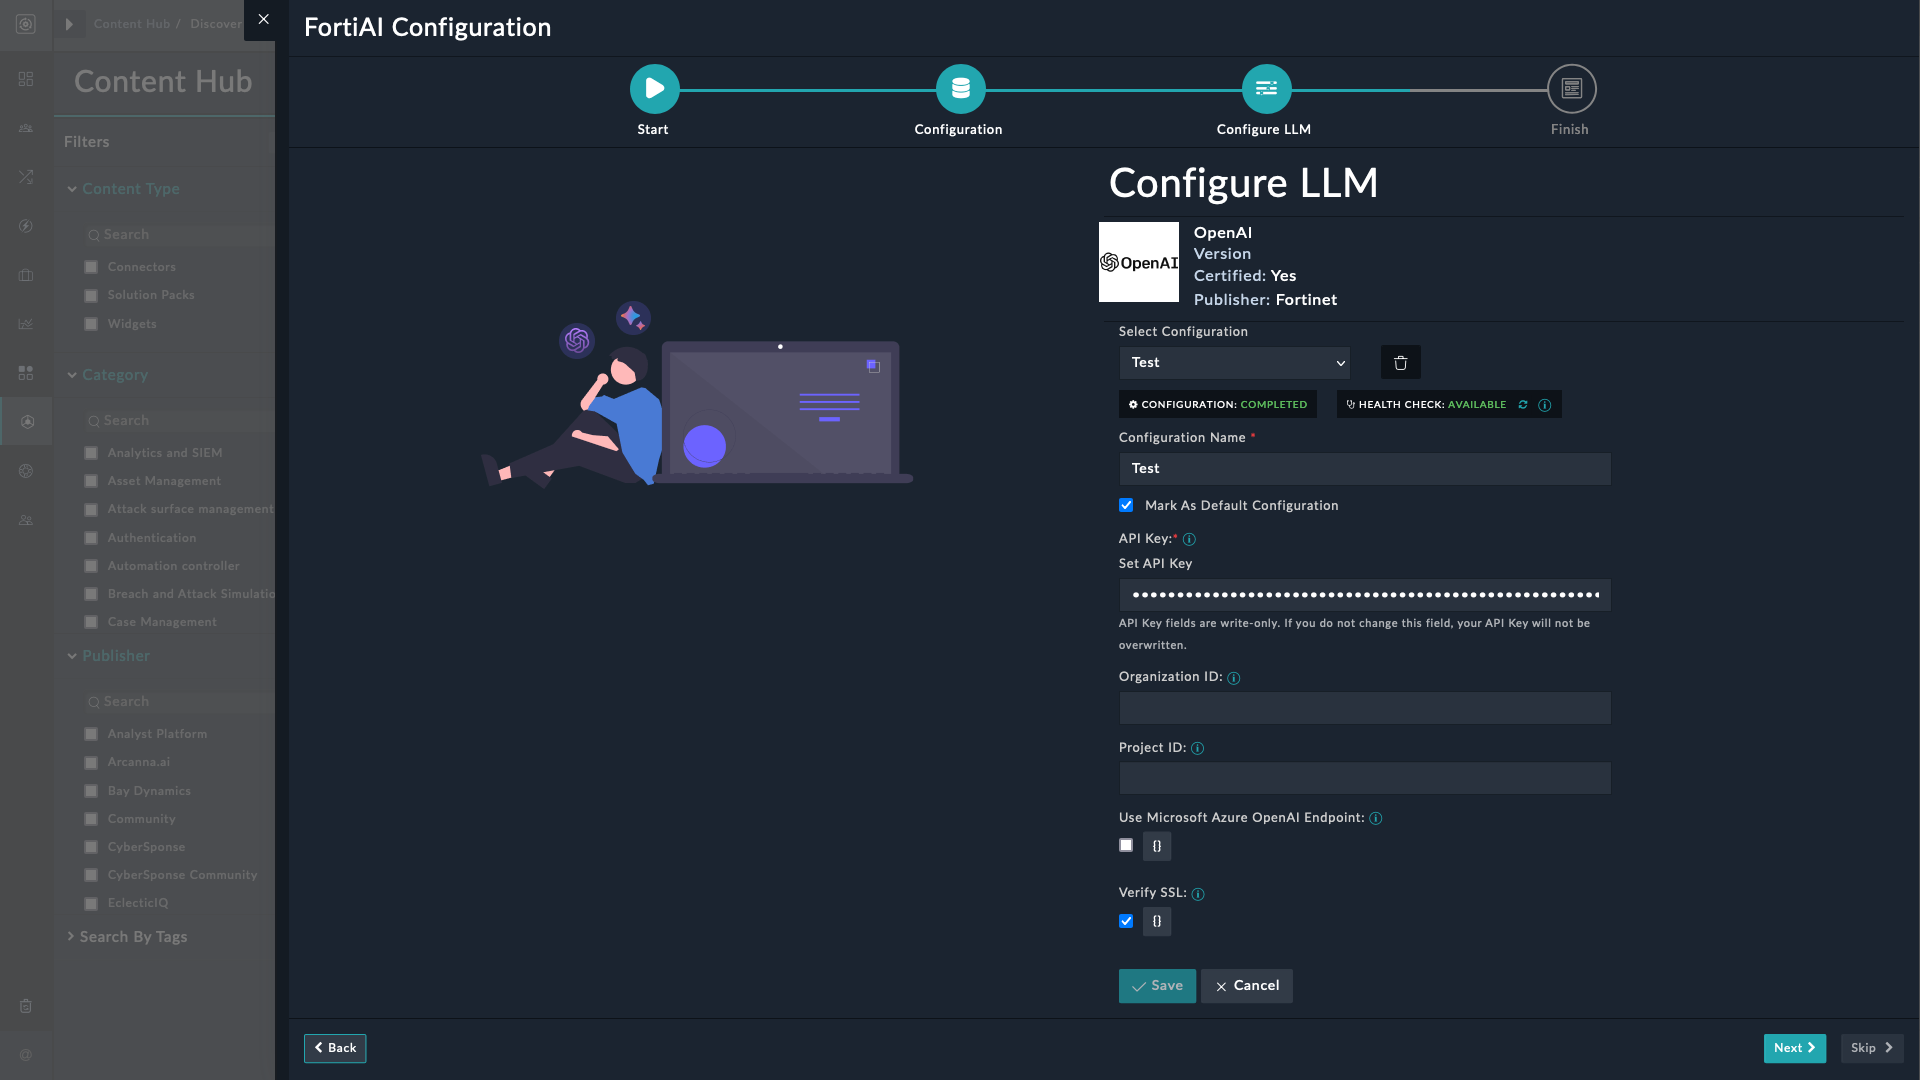 Content Hub / Discover
FortiAI Configuration
Content Hub
Start
Configuration
Configure LLM
Finish
Filters
Content Type
Search
Connectors
Solution Packs
Widgets
Category
Search
Analytics and SIEM
Asset Management
Attack surface management
Authentication
Automation controller
Breach and Attack Simulatio
Case Management
Publisher
Search
Analyst Platform
Arcanna.ai
Bay Dynamics
Community
CyberSponse
CyberSponse Community
EclecticIQ
Search By Tags
Configure LLM
OpenAI
OpenAI
Version
Certified: Yes
Publisher: Fortinet
Select Configuration
Test
CONFIGURATION: COMPLETED
HEALTH CHECK: AVAILABLE
Configuration Name *
Test
Mark As Default Configuration
API Key:*
Set API Key
API Key fields are write-only. If you do not change this field, your API Key will not be
overwritten.
Organization ID:
Project ID:
Use Microsoft Azure OpenAI Endpoint:
{}
Verify SSL:
{}
Save
Cancel
Back
Next
Skip